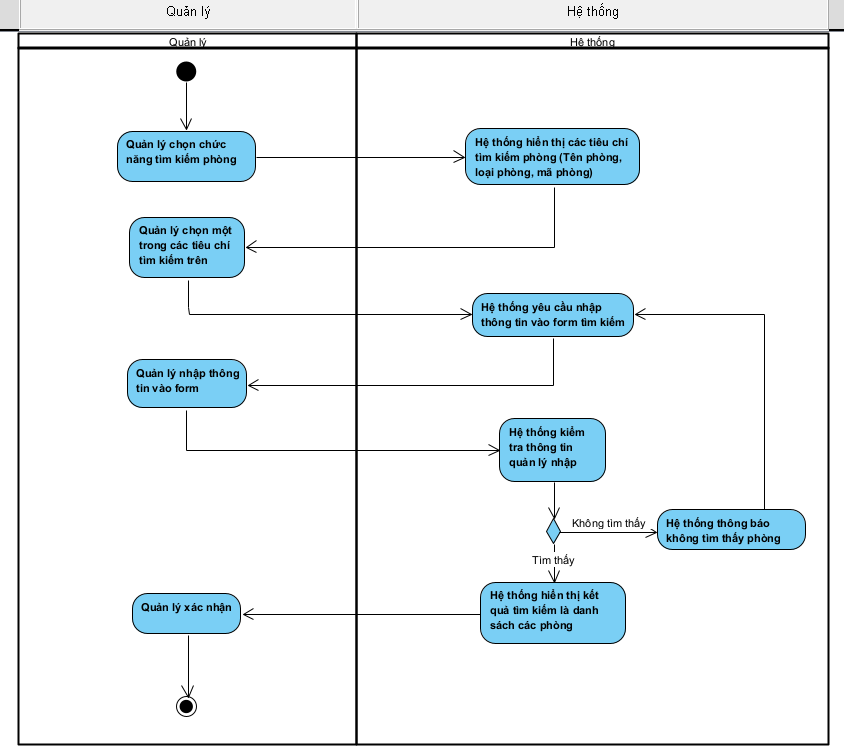 Quản lý
Hệ thống
Quản lý
Hệ thống
Quản lý chọn chức
năng tìm kiếm phòng
Hệ thống hiển thị các tiêu chí
tìm kiếm phòng (Tên phòng,
loại phòng, mã phòng)
Quản lý chọn một
trong các tiêu chí
tìm kiếm trên
Hệ thống yêu cầu nhập
thông tin vào form tìm kiếm
Quản lý nhập thông
tin vào form
Hệ thống kiểm
tra thông tin
quản lý nhập
Không tìm thấy
Hệ thống thông báo
không tìm thấy phòng
Tìm thấy
Hệ thống hiển thị kết
quả tìm kiếm là danh
sách các phòng
Quản lý xác nhận